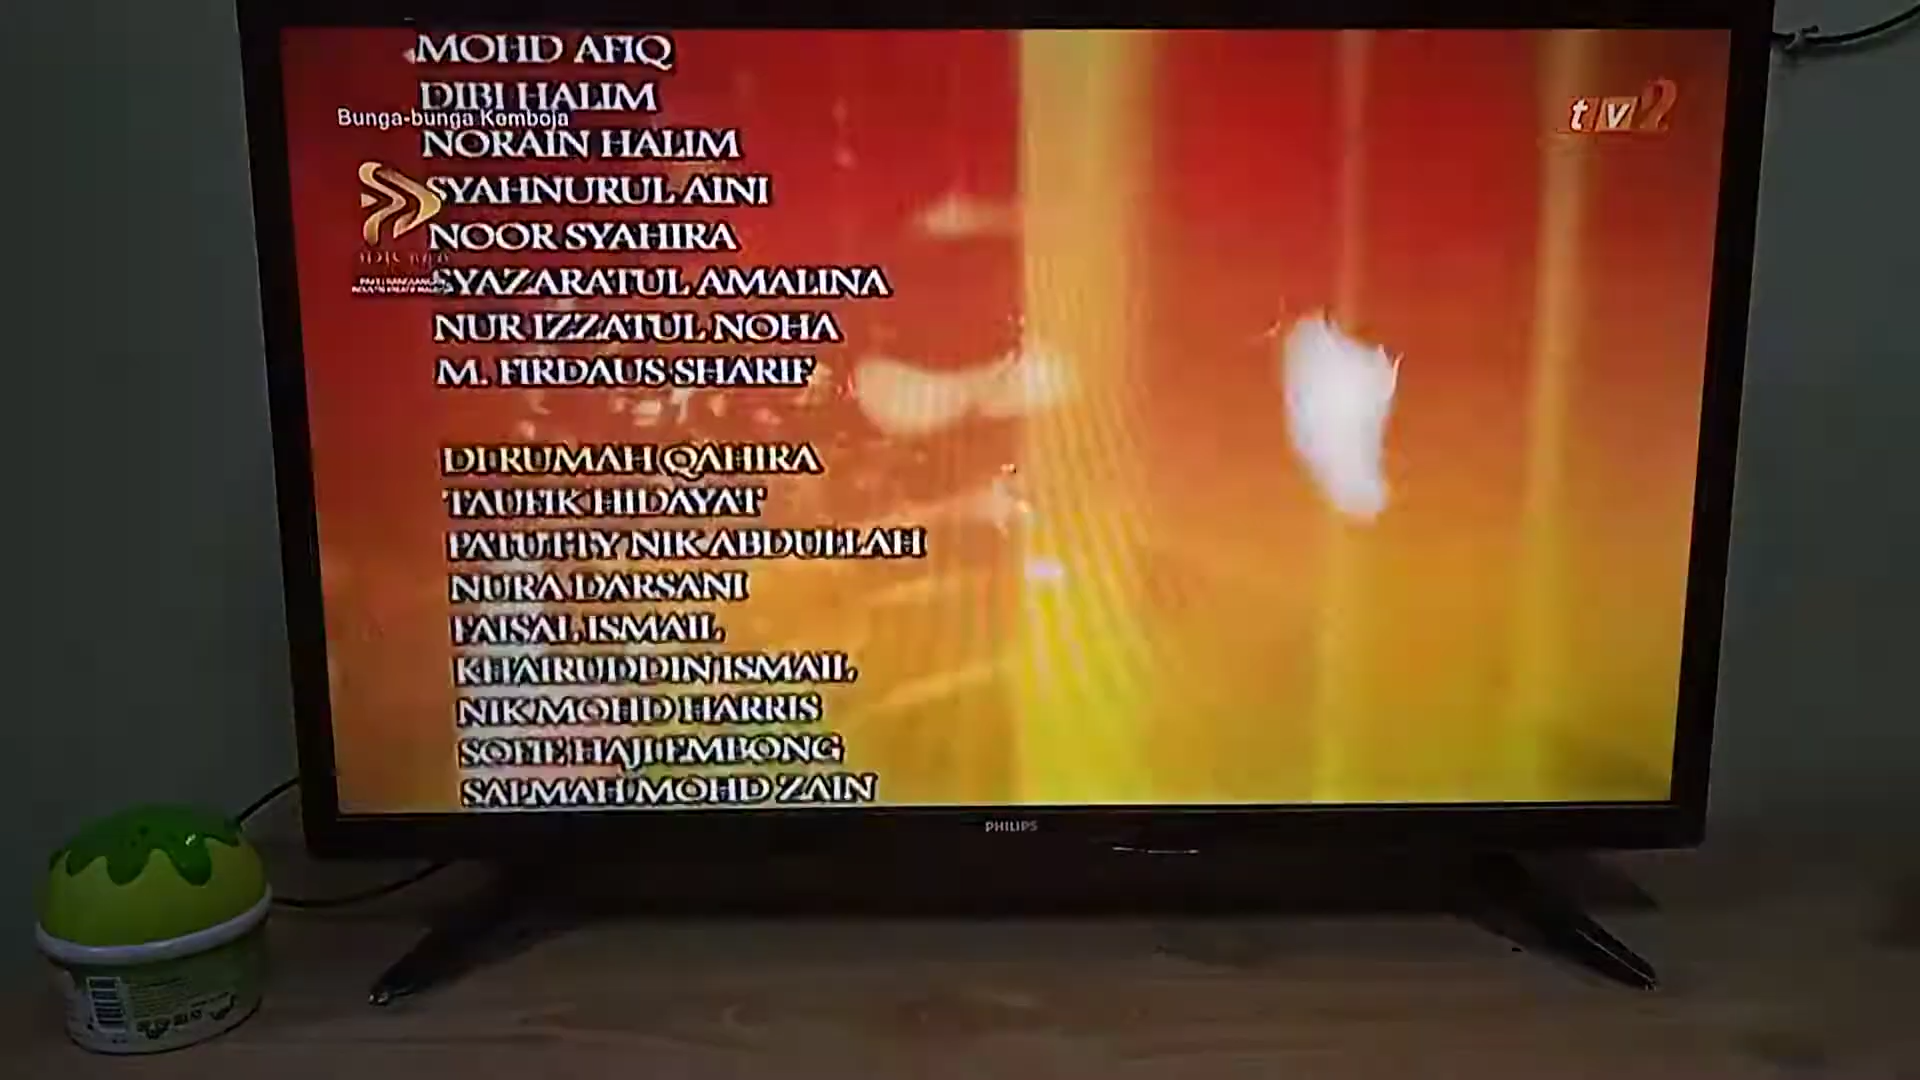 MOHD AFIQ
DIBI HALIM
Bunga-bunga Kemboja
tv2
NORAIN HALIM
SYAHNURUL AINI
NOOR SYAHIRA
SYAZARATUL AMALINA
NUR IZZATUL NOHA
M. FIRDAUS SHARIF
DI RUMAH QAHIRA
TAUFIK HIDAYAT
NIK ABDULLAH
NURA DARSANI
FAISAL ISMAIL
KHAIRUDDIN ISMAIL
NIK MOHD HARRIS
SOFIE HAJI EMBONG
SALMAH MOHD ZAIN
PHILIPS